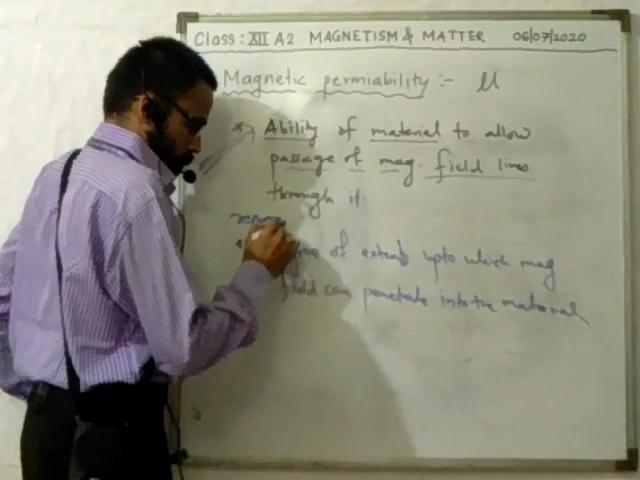 Class: XII A2 MAGNETISM & MATTER 06/07/2020
Magnetic permiability :- μ
* Ability of material to allow
passage of mag. field lines
through it.
of extent upto which mag
field can penetrate into the material